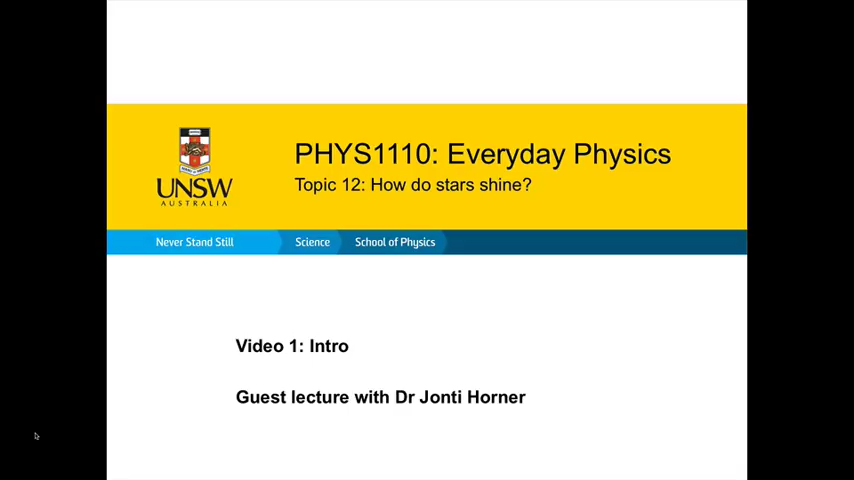 PHYS1110: Everyday Physics
Topic 12: How do stars shine?
UNSW
AUSTRALIA
Never Stand Still
Science
School of Physics
Video 1: Intro
Guest lecture with Dr Jonti Horner